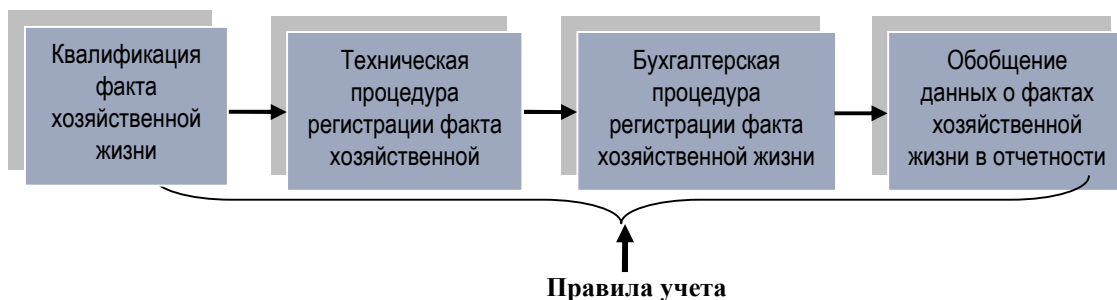 Квалификация
факта
хозяйственной
жизни
Техническая
процедура
регистрации факта
хозяйственной
Бухгалтерская
процедура
регистрации факта
хозяйственной жизни
Обобщение
данных о фактах
хозяйственной
жизни в отчетности
Правила учета